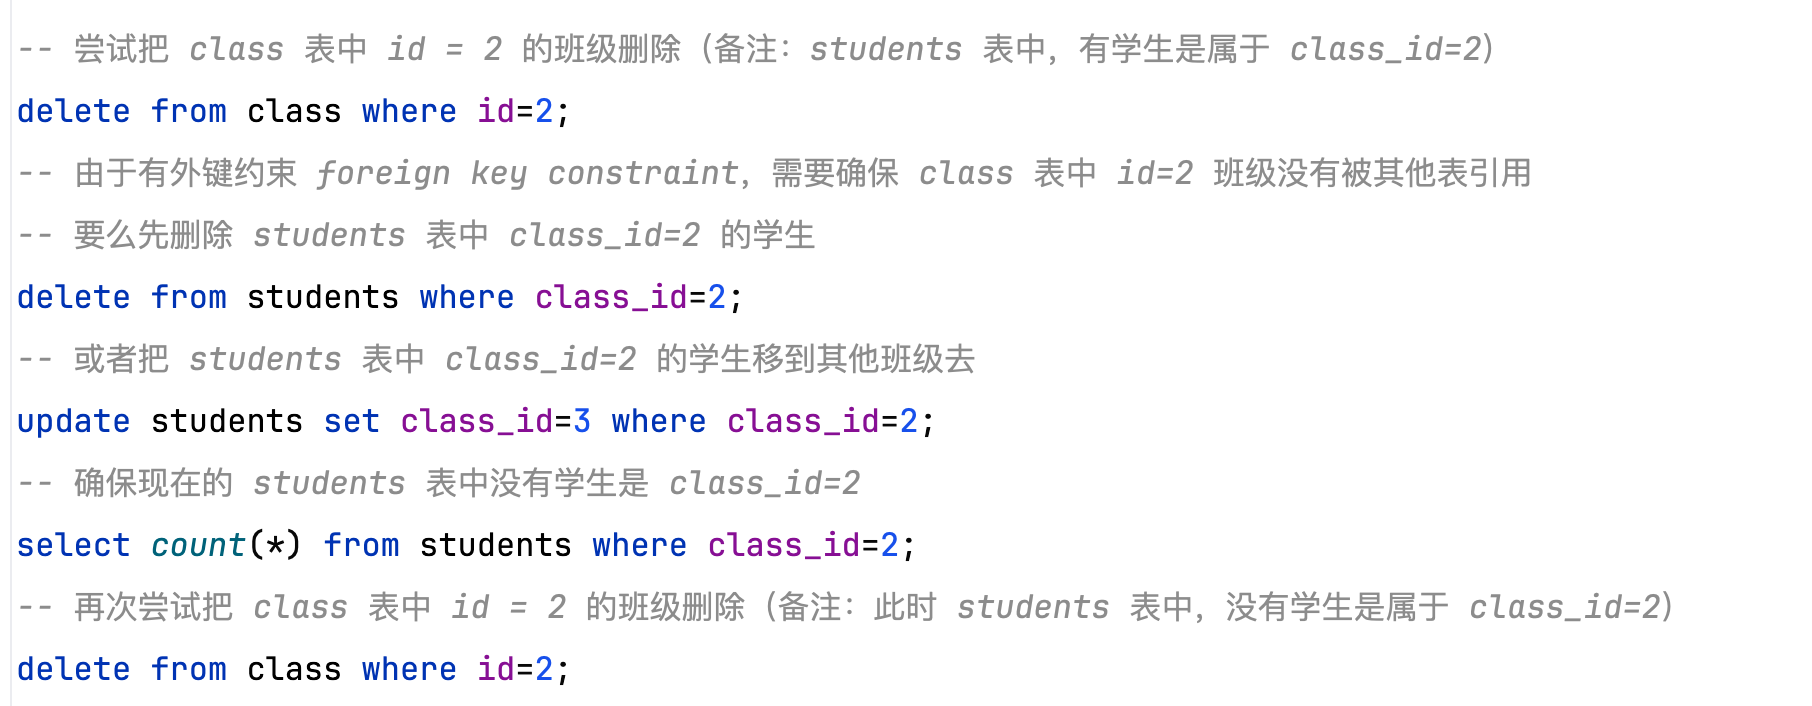 -- 尝试把 class 表中 id = 2 的班级删除（备注：students 表中，有学生是属于 class_id=2）
delete from class where id=2;
-- 由于有外键约束 foreign key constraint，需要确保 class 表中 id=2 班级没有被其他表引用
-- 要么先删除 students 表中 class_id=2 的学生
delete from students where class_id=2;
-- 或者把 students 表中 class_id=2 的学生移到其他班级去
update students set class_id=3 where class_id=2;
-- 确保现在的 students 表中没有学生是 class_id=2
select count(*) from students where class_id=2;
-- 再次尝试把 class 表中 id = 2 的班级删除（备注：此时 students 表中，没有学生是属于 class_id=2）
delete from class where id=2;